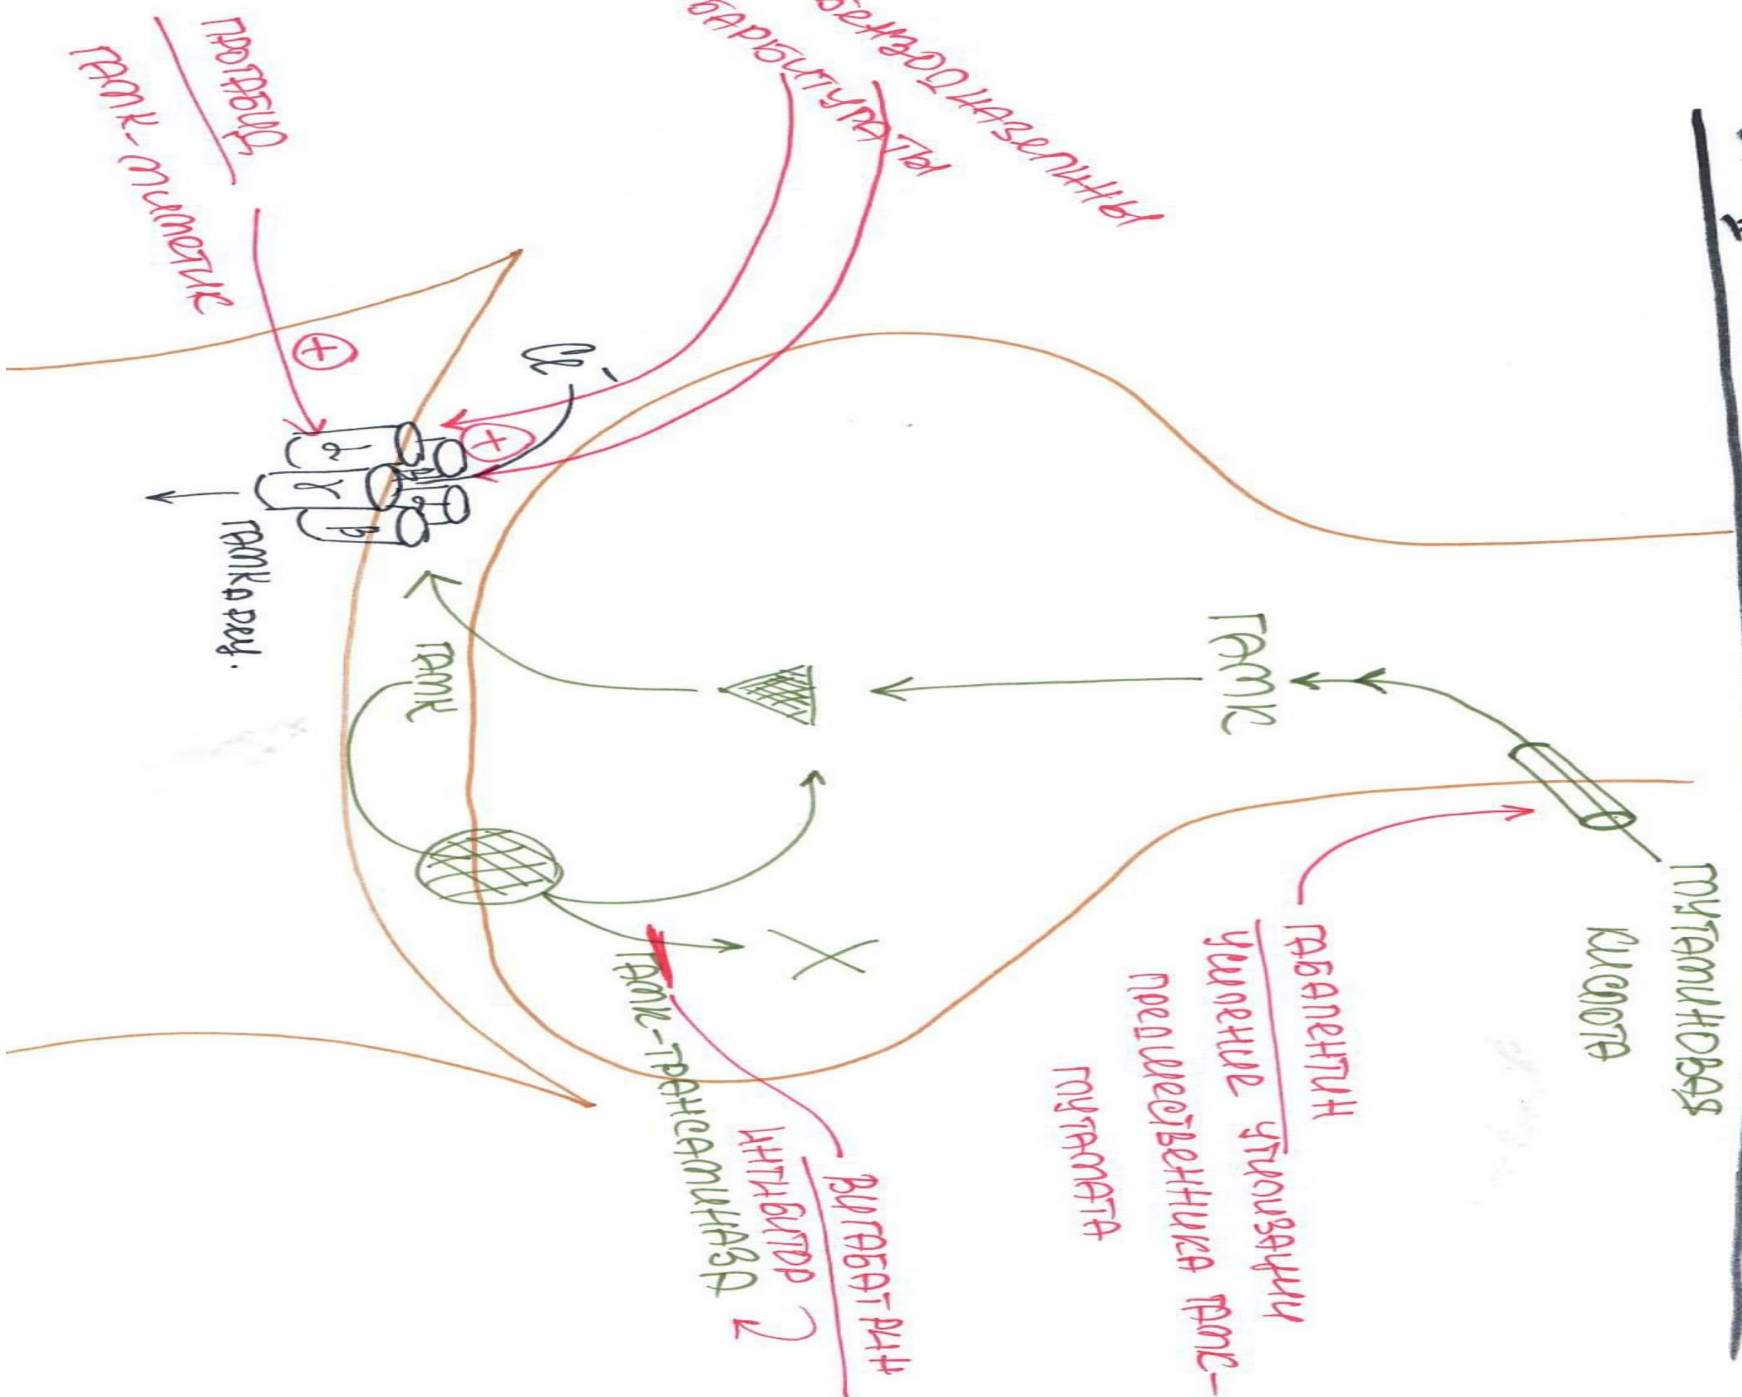 ГЛУТАМИНОВАЯ
КИСЛОТА
ГАБАПЕНТИН
УСИЛЕНИЕ УТИЛИЗАЦИИ
ПРЕДШЕСТВЕННИКА ГАМК-
ГЛУТАМАТА
ГАМК
БЕНЗОДИАЗЕПИНЫ
БАРБИТУРАТЫ
ВИГАБАТРИН
ИНГИБИТОР
ГАМК-ТРАНСАМИНАЗА
Cl⁻
+
ГАМК
α
γ
β
+
ГАМКА рец.
ПРОГАБИД
ГАМК-МИМЕТИК